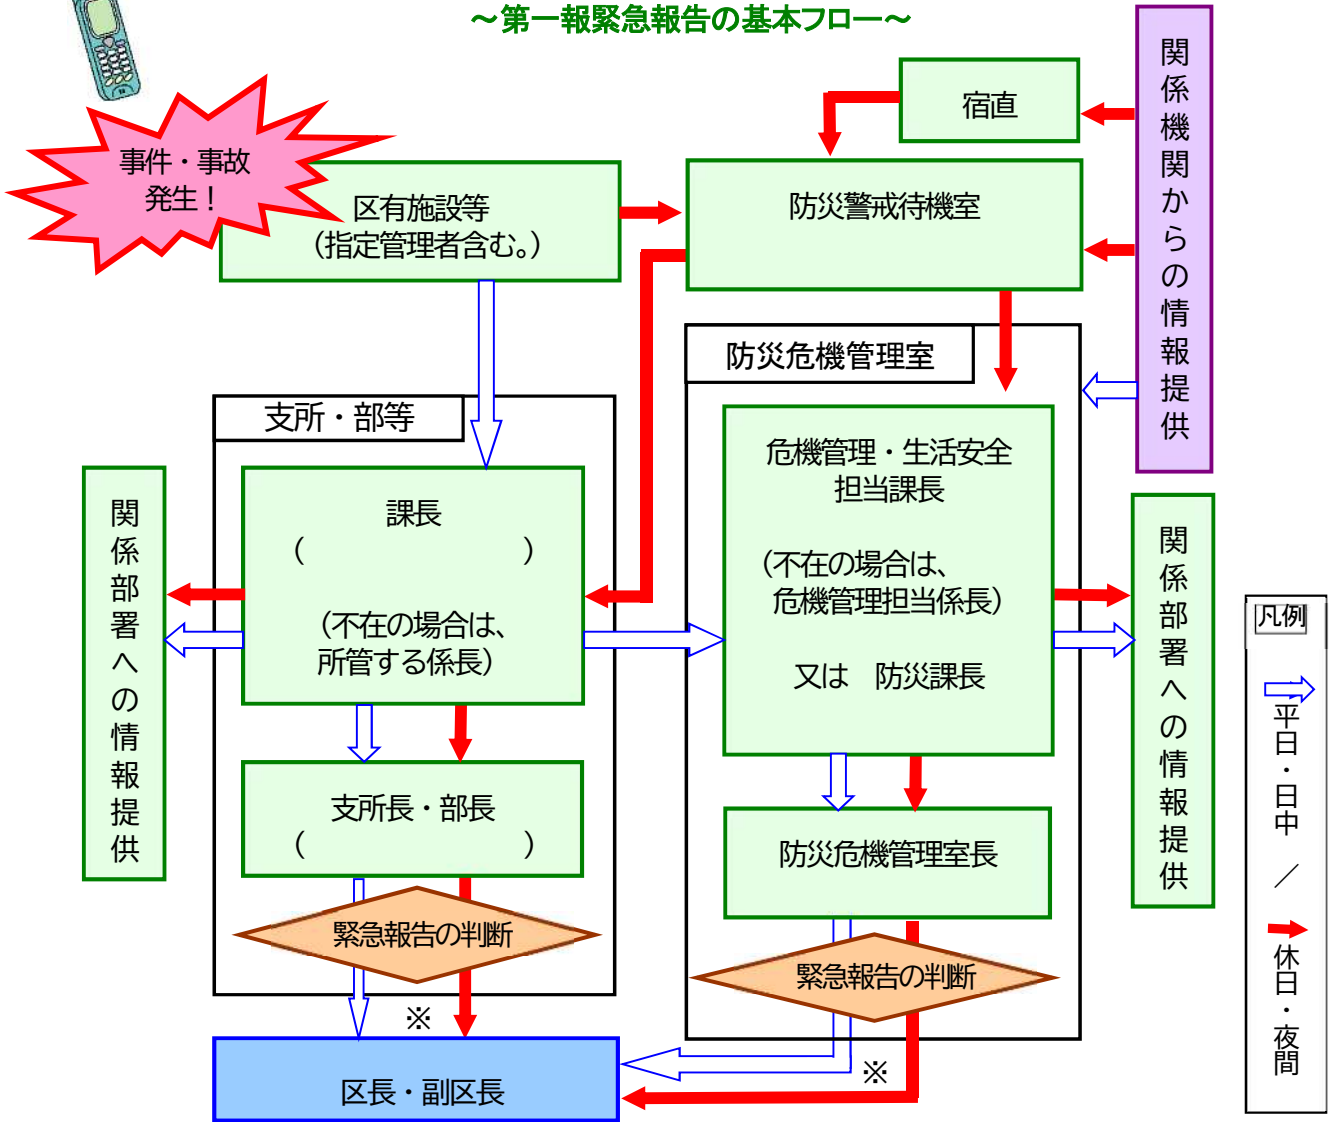 ～第一報緊急報告の基本フロー～
関係機関からの情報提供
宿直
事件・事故
発生！
区有施設等
（指定管理者含む。）
防災警戒待機室
防災危機管理室
支所・部等
危機管理・生活安全
担当課長
（不在の場合は、
危機管理担当係長）
又は　防災課長
課長
（　　　　　　　　）
（不在の場合は、
所管する係長）
関係部署への情報提供
関係部署への情報提供
凡例
平日・日中　／　休日・夜間
支所長・部長
（　　　　　　　　）
防災危機管理室長
緊急報告の判断
緊急報告の判断
※
※
区長・副区長